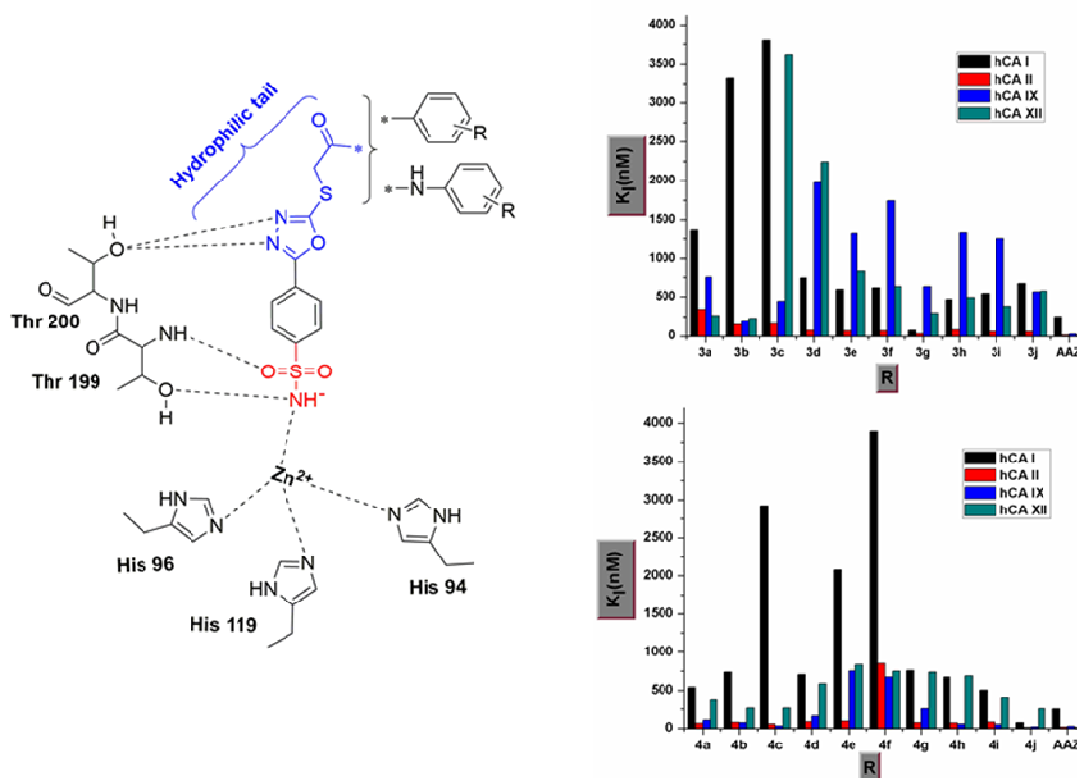 Hydrophilic tail
O
*
*
R
*
H
N
R
S
N
N
O
H
O
O
NH
Thr 200
O
NH
Thr 199
O
H
O=S=O
NH-
Zn2+
HN
N
His 96
N
HN
His 119
N
NH
His 94
4000
3500
3000
2500
2000
1500
1000
500
0
Ki(nM)
hCA I
hCA II
hCA IX
hCA XII
3a 3b 3c 3d 3e 3f 3g 3h 3i 3j AAZ
R
4000
3500
3000
2500
2000
1500
1000
500
0
Ki(nM)
hCA I
hCA II
hCA IX
hCA XII
4a 4b 4c 4d 4e 4f 4g 4h 4i 4j AAZ
R